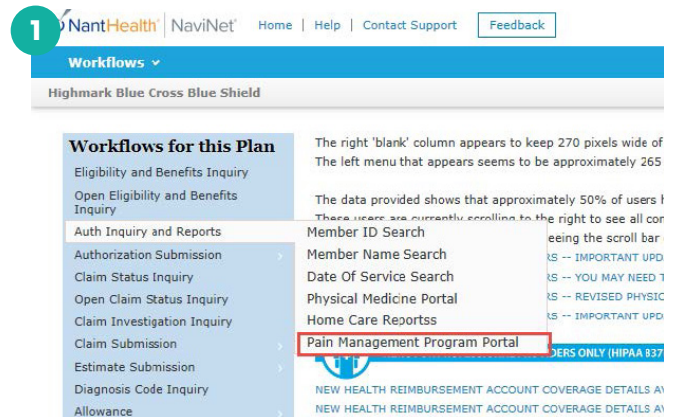 1
NantHealth® | NaviNet® Home | Help | Contact Support Feedback
Workflows
Highmark Blue Cross Blue Shield
Workflows for this Plan
Eligibility and Benefits Inquiry
Open Eligibility and Benefits
Inquiry
Auth Inquiry and Reports
Authorization Submission
Claim Status Inquiry
Open Claim Status Inquiry
Claim Investigation Inquiry
Claim Submission
Estimate Submission
Diagnosis Code Inquiry
Allowance
Member ID Search
Member Name Search
Date Of Service Search
Physical Medicine Portal
Home Care Reportss
Pain Management Program Portal
The right 'blank' column appears to keep 270 pixels wide of
The left menu that appears seems to be approximately 265
The data provided shows that approximately 50% of users
These users are currently scrolling to the right to see all
eeing the scroll bar
RS -- IMPORTANT UPD
RS -- YOU MAY NEED
RS -- REVISED PHYSIC
RS -- IMPORTANT UPD
DERS ONLY (HIPAA 837
NEW HEALTH REIMBURSEMENT ACCOUNT COVERAGE DETAILS AV
NEW HEALTH REIMBURSEMENT ACCOUNT COVERAGE DETAILS AV